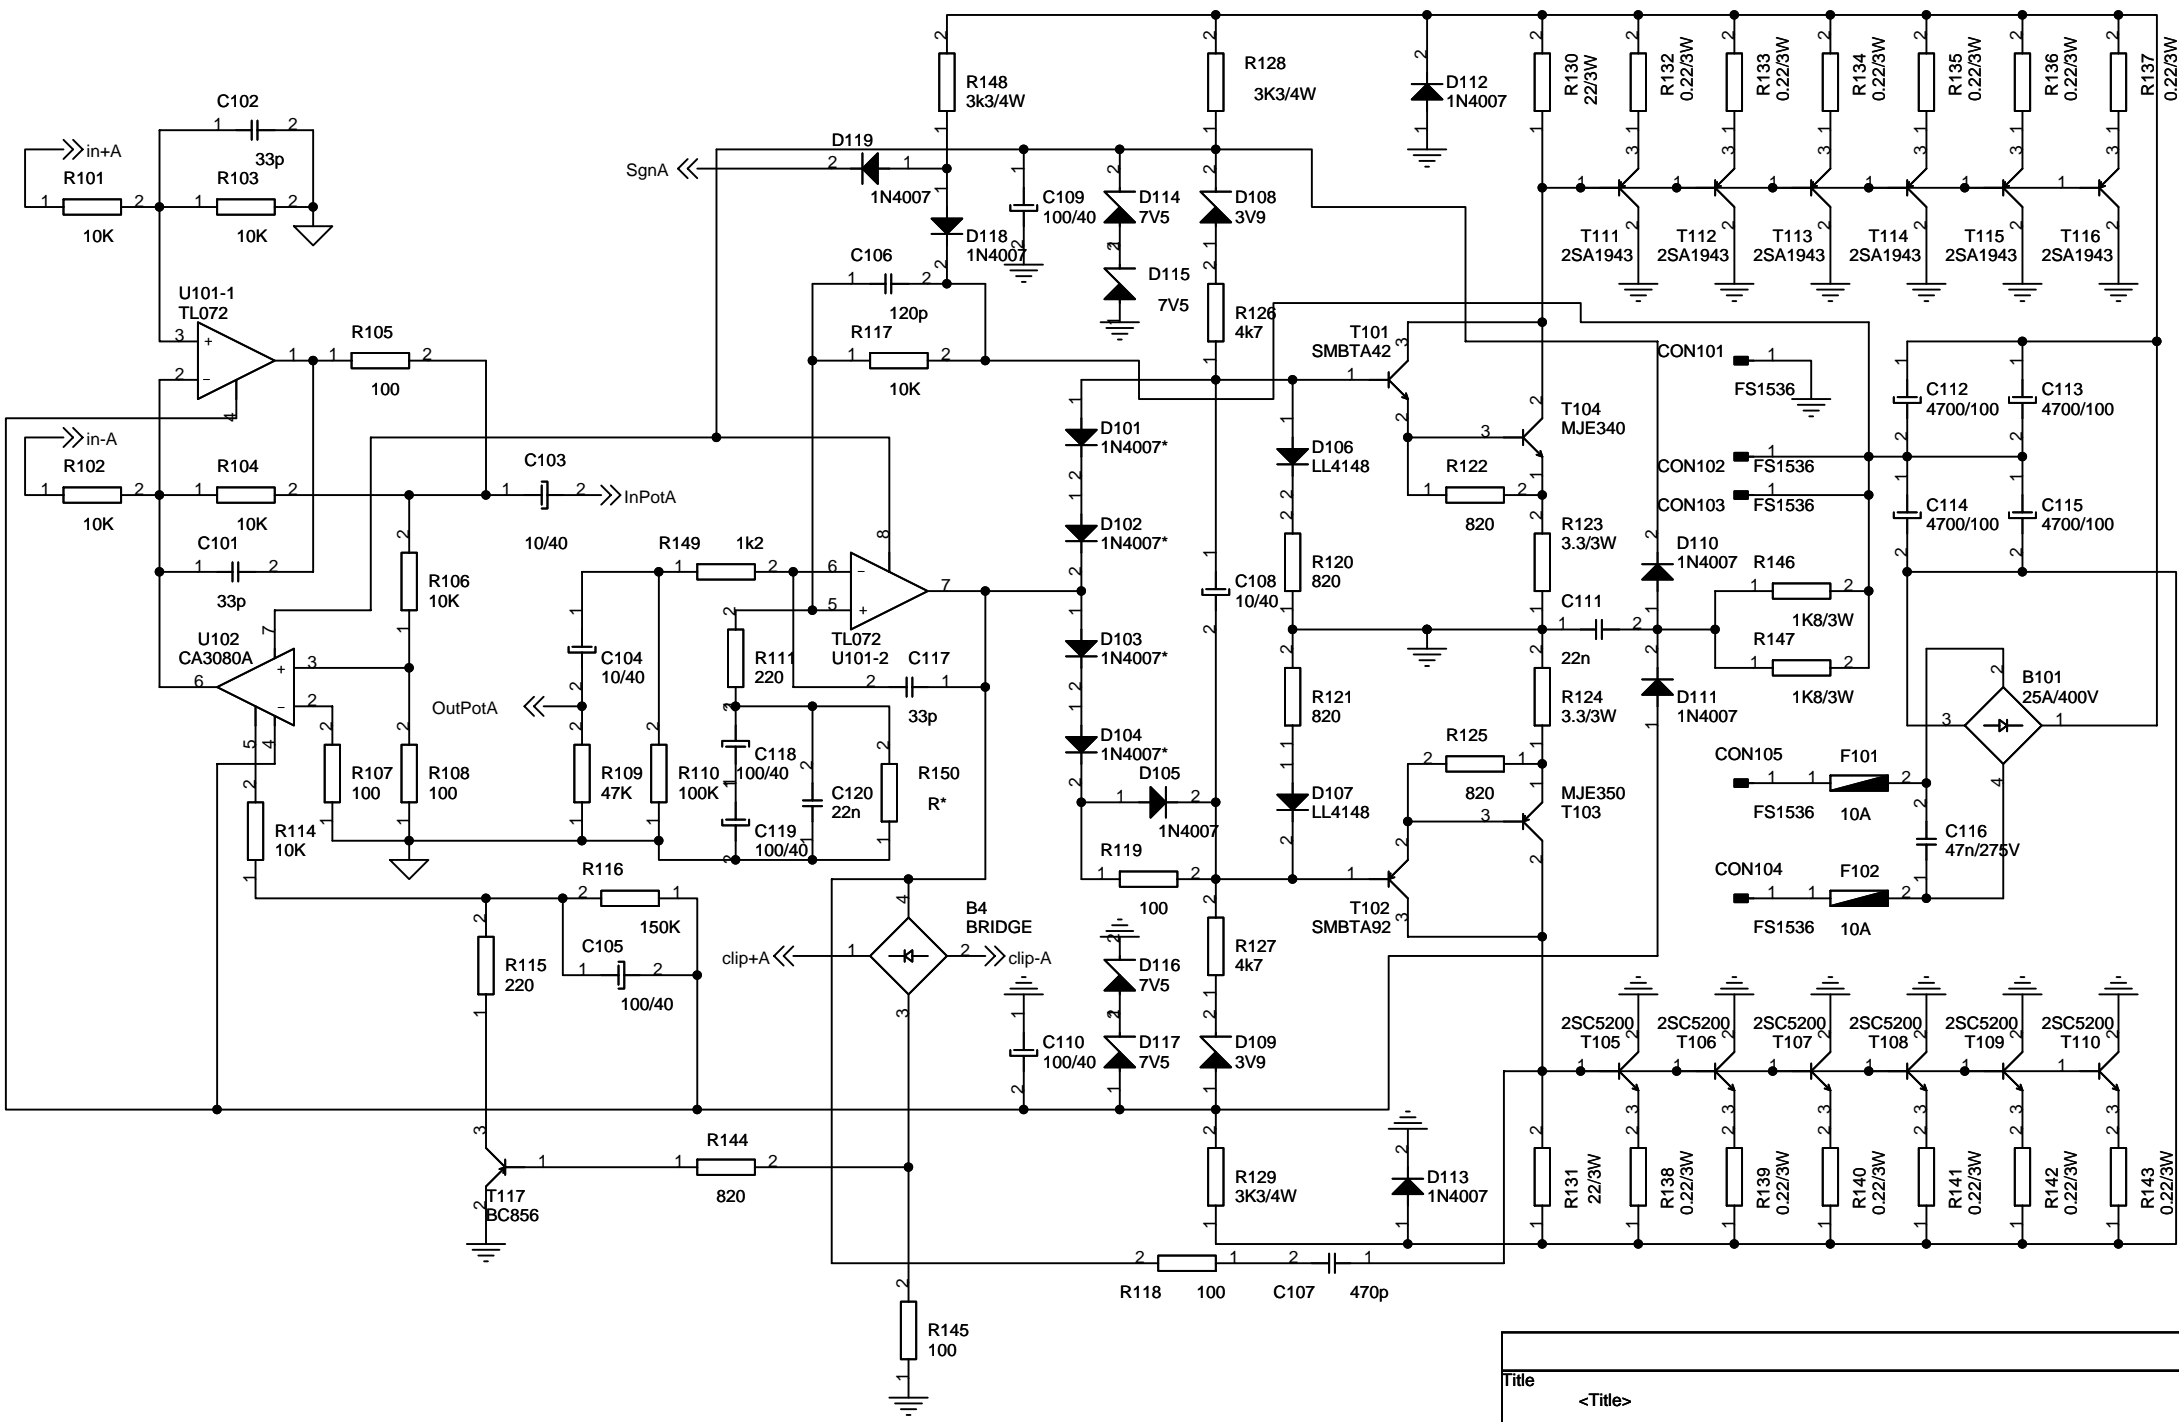 R148
3k3/4W
R128
3K3/4W
D112
1N4007
R130
22/3W
R132
0.22/3W
R133
0.22/3W
R134
0.22/3W
R135
0.22/3W
R136
0.22/3W
R137
0.22/3W
C102
33p
in+A
R101
10K
R103
10K
D119
1N4007
SgnA
C109
100/40
D114
7V5
D108
3V9
D118
1N4007
D115
7V5
T111
2SA1943
T112
2SA1943
T113
2SA1943
T114
2SA1943
T115
2SA1943
T116
2SA1943
C106
120p
U101-1
TL072
R105
100
R117
10K
R126
4k7
T101
SMBTA42
CON101
FS1536
C112
4700/100
C113
4700/100
T104
MJE340
in-A
R102
10K
R104
10K
C103
10/40
InPotA
D101
1N4007*
D106
LL4148
R122
820
CON102
FS1536
CON103
FS1536
C114
4700/100
C115
4700/100
C101
33p
R106
10K
R149
1k2
D102
1N4007*
R120
820
R123
3.3/3W
D110
1N4007
R146
1K8/3W
C108
10/40
C111
22n
U102
CA3080A
C104
10/40
R111
220
TL072
U101-2
C117
33p
D103
1N4007*
R147
1K8/3W
OutPotA
R121
820
R124
3.3/3W
D111
1N4007
B101
25A/400V
R107
100
R108
100
R109
47K
R110
100K
C118
100/40
C120
22n
R150
R*
D104
1N4007*
D105
1N4007
R125
820
CON105
FS1536
F101
10A
D107
LL4148
MJE350
T103
C116
47n/275V
R114
10K
C119
100/40
R119
100
R116
150K
T102
SMBTA92
CON104
FS1536
F102
10A
B4
BRIDGE
clip+A
clip-A
R115
220
C105
100/40
D116
7V5
R127
4k7
C110
100/40
D117
7V5
D109
3V9
2SC5200
T105
2SC5200
T106
2SC5200
T107
2SC5200
T108
2SC5200
T109
2SC5200
T110
R144
820
T117
BC856
R129
3K3/4W
D113
1N4007
R131
22/3W
R138
0.22/3W
R139
0.22/3W
R140
0.22/3W
R141
0.22/3W
R142
0.22/3W
R143
0.22/3W
R118
100
C107
470p
R145
100
Title
<Title>